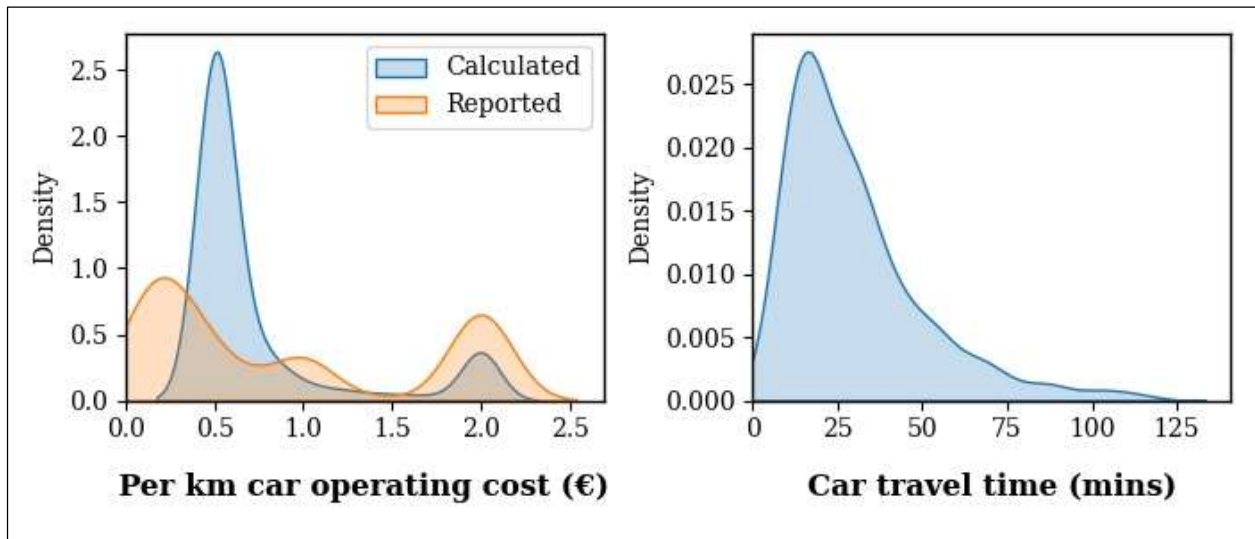 Density
2.5
2.0
1.5
1.0
0.5
0.0
Calculated
Reported
0.0 0.5 1.0 1.5 2.0 2.5
Per km car operating cost (€)
Density
0.025
0.020
0.015
0.010
0.005
0.000
0 25 50 75 100 125
Car travel time (mins)